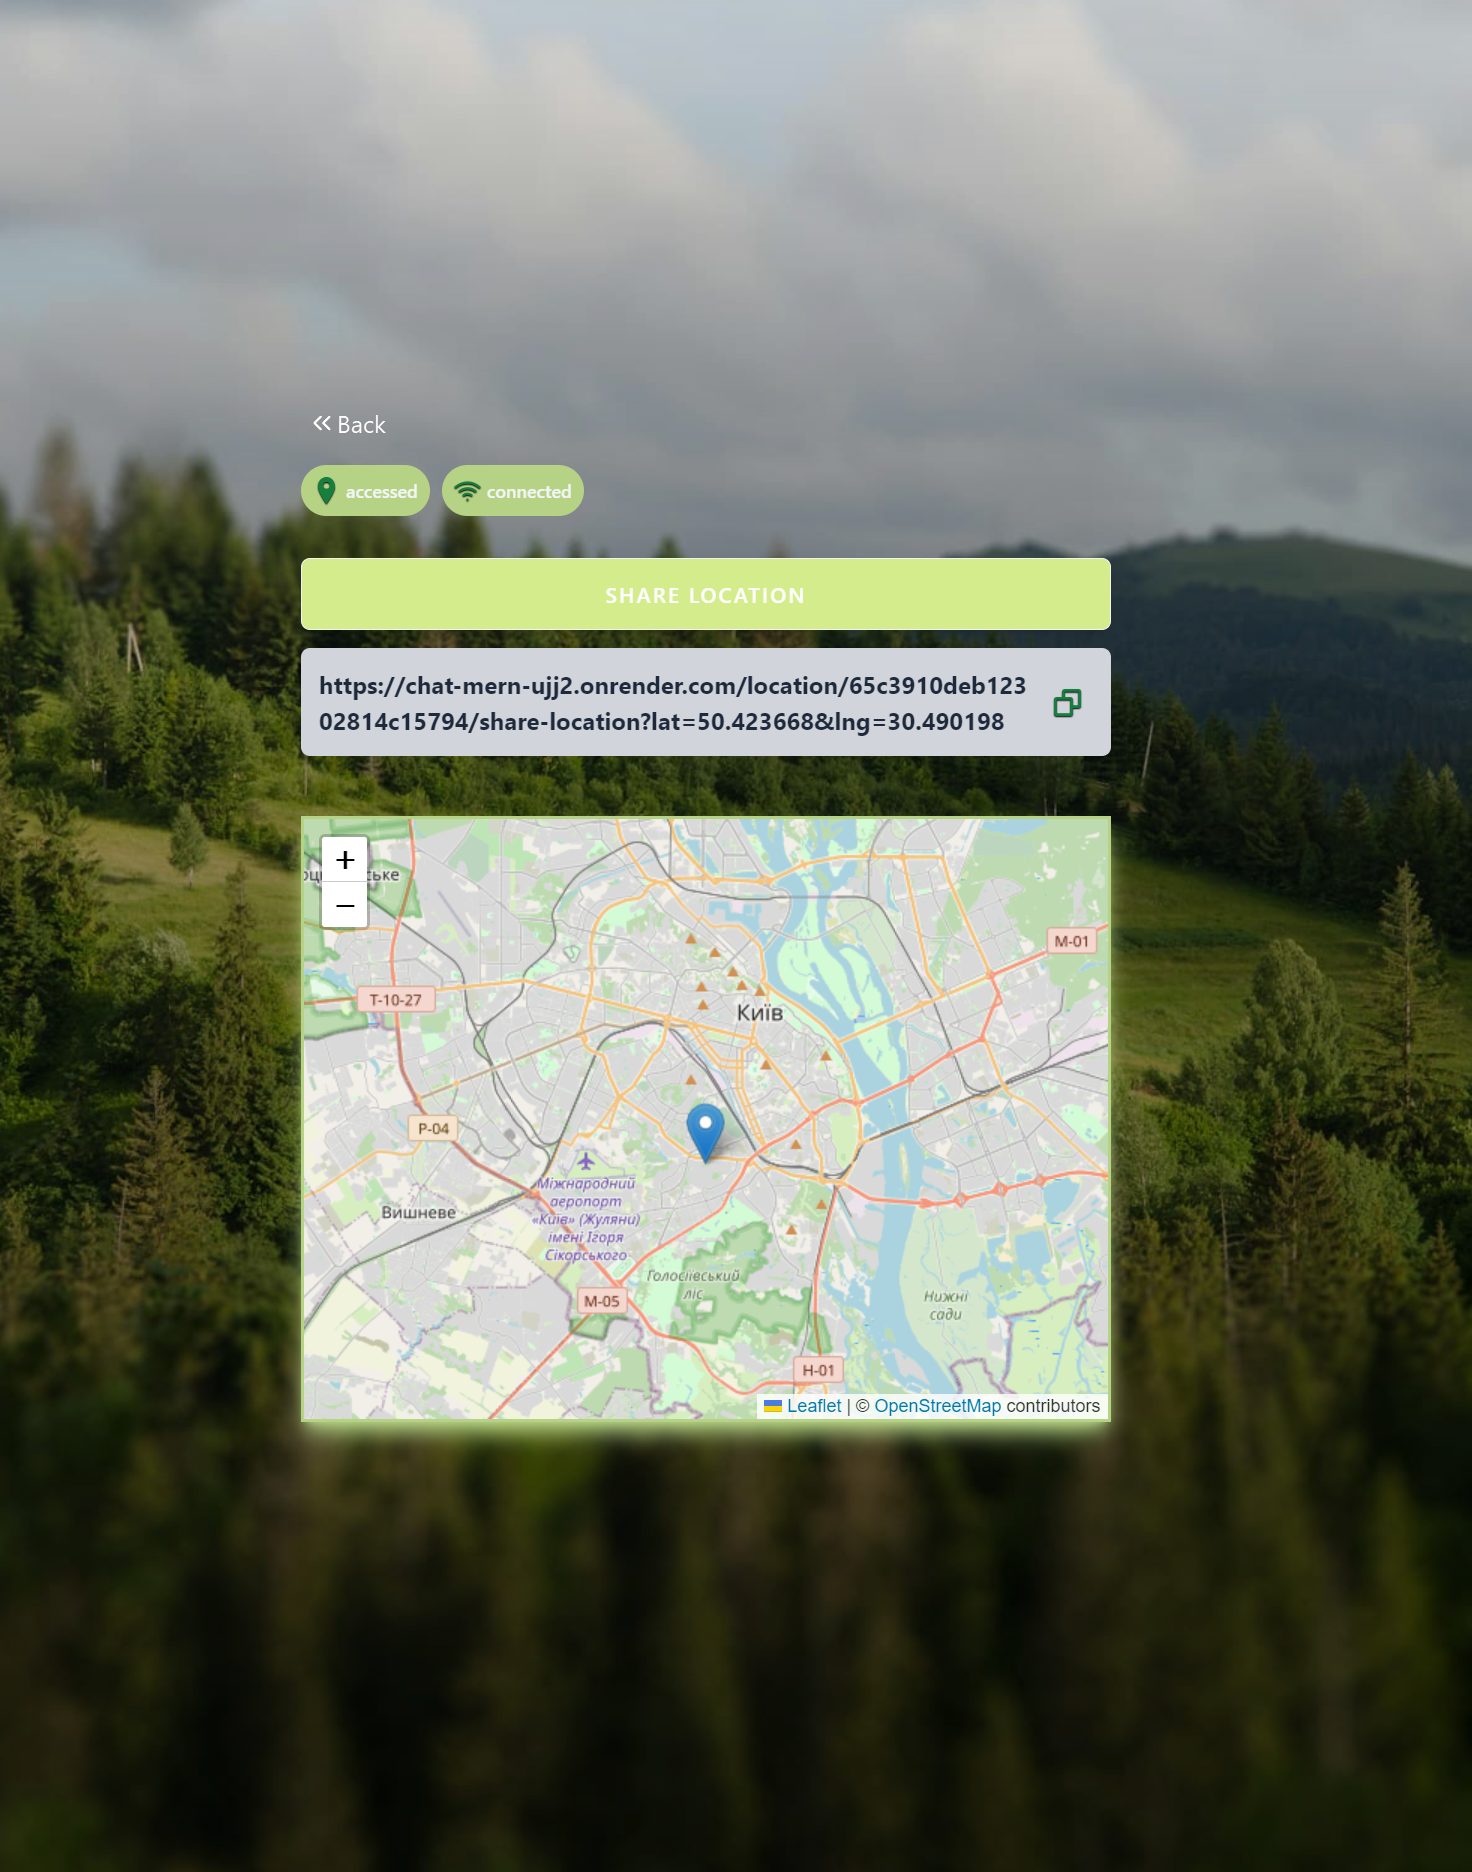 Back
accessed
connected
SHARE LOCATION
https://chat-mern-ujj2.onrender.com/location/65c3910deb123
02814c15794/share-location?lat=50.423668&lng=30.490198
+
−
ське
М-01
Т-10-27
Київ
Р-04
Міжнародний
аеропорт
«Київ» (Жуляни)
імені Ігоря
Сікорського
Вишневе
Голосіївський
ліс
М-05
Нижні
сади
Н-01
Leaflet | © OpenStreetMap contributors